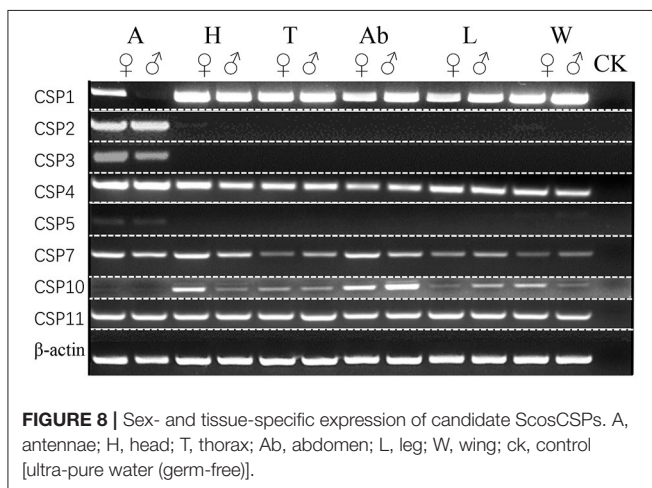 A H T Ab L W
♀ ♂ ♀ ♂ ♀ ♂ ♀ ♂ ♀ ♂ ♀ ♂ CK
CSP1
CSP2
CSP3
CSP4
CSP5
CSP7
CSP10
CSP11
β-actin
FIGURE 8 | Sex- and tissue-specific expression of candidate ScosCSPs. A,
antennae; H, head; T, thorax; Ab, abdomen; L, leg; W, wing; ck, control
[ultra-pure water (germ-free)].